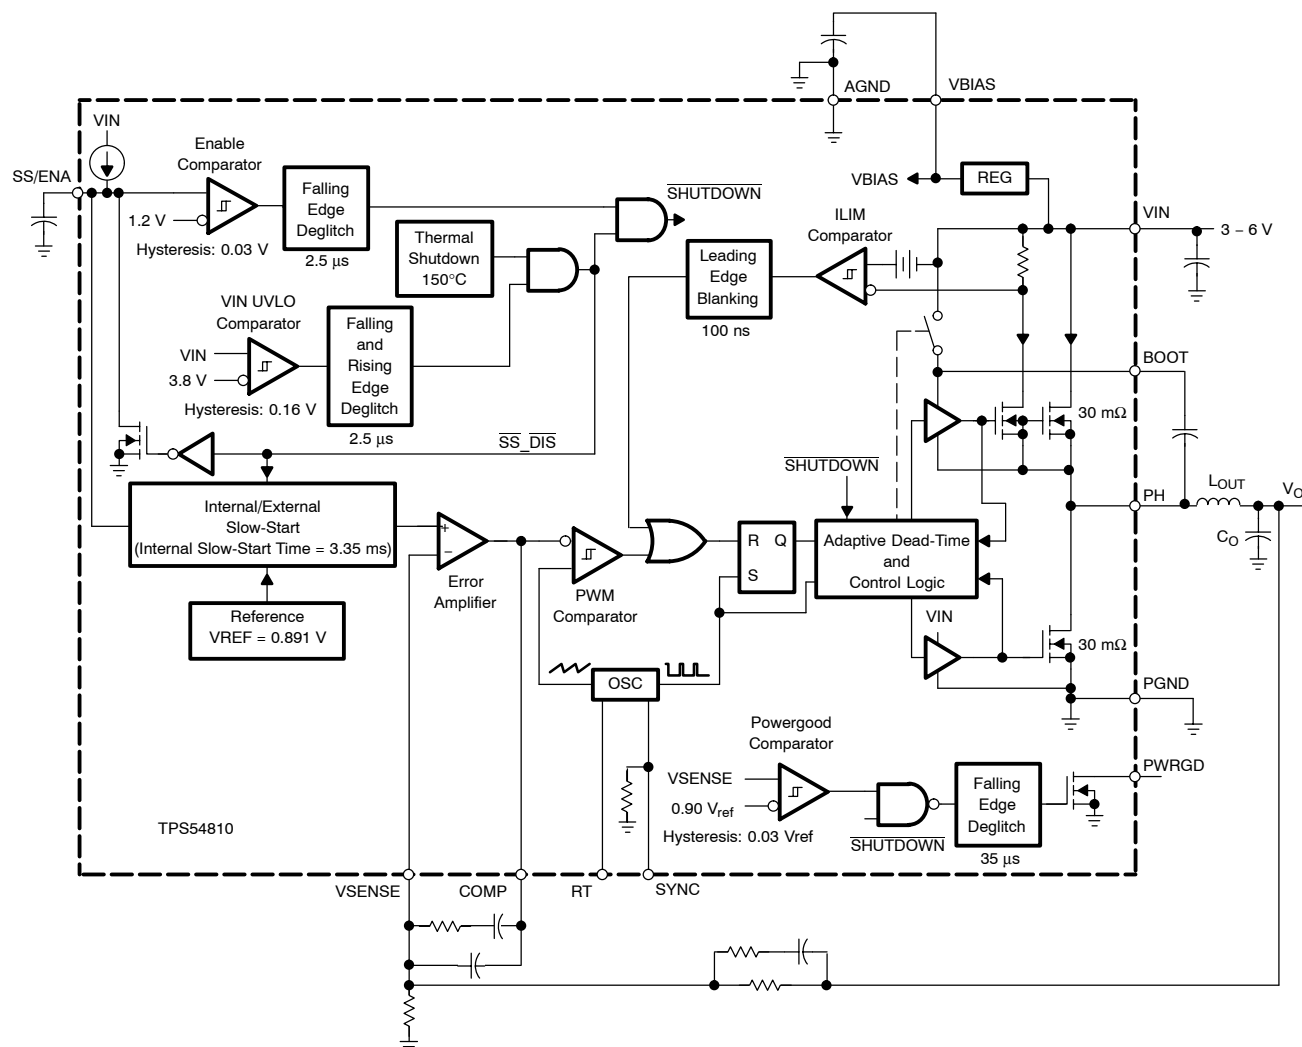 AGND
VBIAS
VIN
Enable
Comparator
SS/ENA
1.2 V
Hysteresis: 0.03 V
Falling
Edge
Deglitch
2.5 μs
SHUTDOWN
Thermal
Shutdown
150°C
VBIAS
REG
ILIM
Comparator
VIN
3 – 6 V
Leading
Edge
Blanking
100 ns
VIN UVLO
Comparator
VIN
3.8 V
Hysteresis: 0.16 V
Falling
and
Rising
Edge
Deglitch
2.5 μs
BOOT
30 mΩ
SS_DIS
SHUTDOWN
Internal/External
Slow-Start
(Internal Slow-Start Time = 3.35 ms)
+
−
Error
Amplifier
Reference
VREF = 0.891 V
PWM
Comparator
R Q
S
Adaptive Dead-Time
and
Control Logic
PH
LOUT
VO
CO
VIN
30 mΩ
OSC
PGND
Powergood
Comparator
VSENSE
0.90 Vref
Hysteresis: 0.03 Vref
SHUTDOWN
Falling
Edge
Deglitch
35 μs
PWRGD
TPS54810
VSENSE
COMP
RT
SYNC